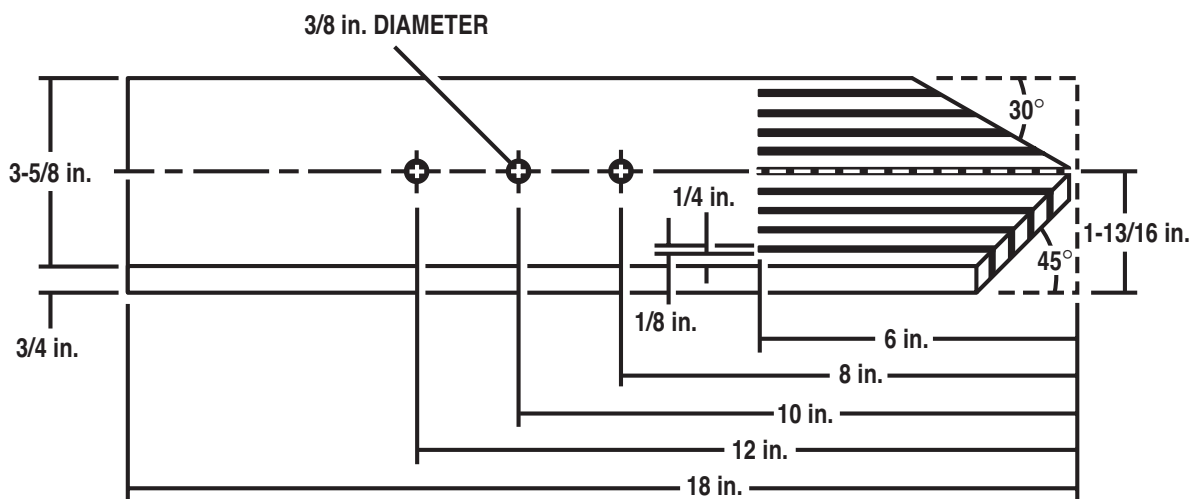 3/8 in. DIAMETER
30°
3-5/8 in.
1/4 in.
1-13/16 in.
45°
1/8 in.
3/4 in.
6 in.
8 in.
10 in.
12 in.
18 in.